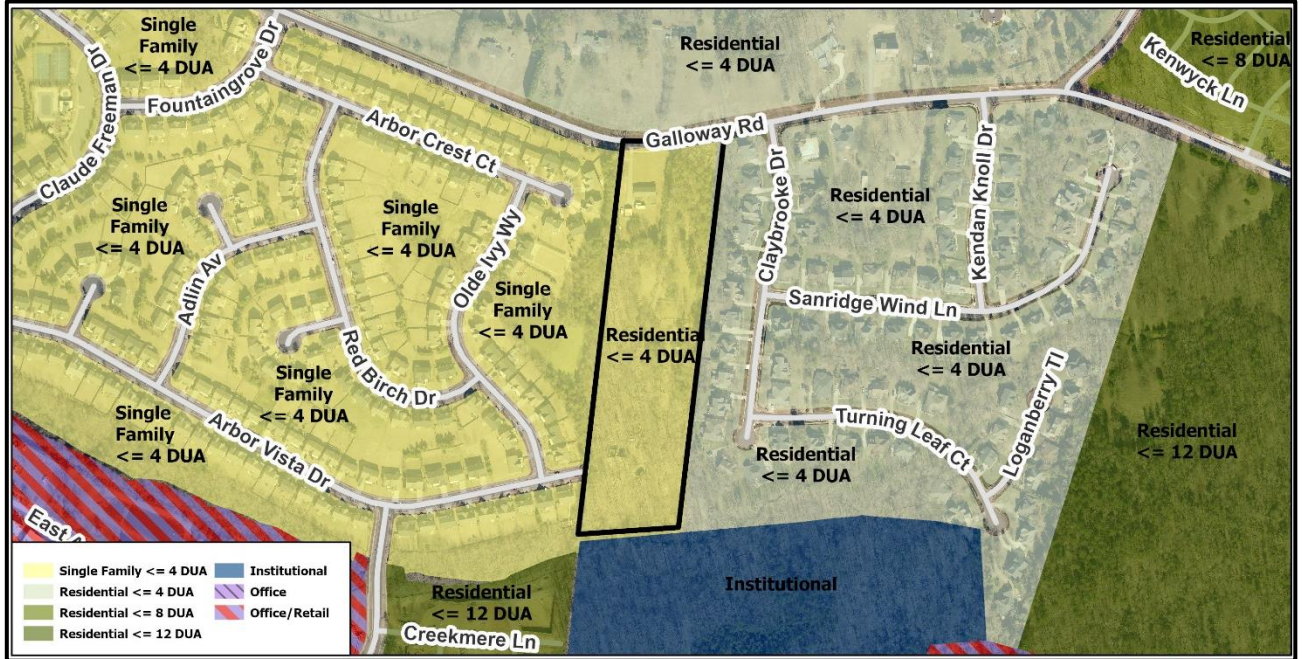 Single
Family
<= 4 DUA
Residential
<= 4 DUA
Residential
<= 8 DUA
Kenwyck Ln
Claude Freeman Dr
Fountaingrove Dr
Arbor Crest Ct
Galloway Rd
Single
Family
<= 4 DUA
Single
Family
<= 4 DUA
Adlin Av
Olde Ivy Wy
Single
Family
<= 4 DUA
Residential
<= 4 DUA
Claybrooke Dr
Residential
<= 4 DUA
Kendan Knoll Dr
Sanridge Wind Ln
Residential
<= 4 DUA
Red Birch Dr
Single
Family
<= 4 DUA
Single
Family
<= 4 DUA
Arbor Vista Dr
Turning Leaf Ct
Loganberry Tl
Residential
<= 4 DUA
Residential
<= 12 DUA
East
Single Family <= 4 DUA
Residential <= 4 DUA
Residential <= 8 DUA
Residential <= 12 DUA
Institutional
Office
Office/Retail
Residential
<= 12 DUA
Creekmere Ln
Institutional